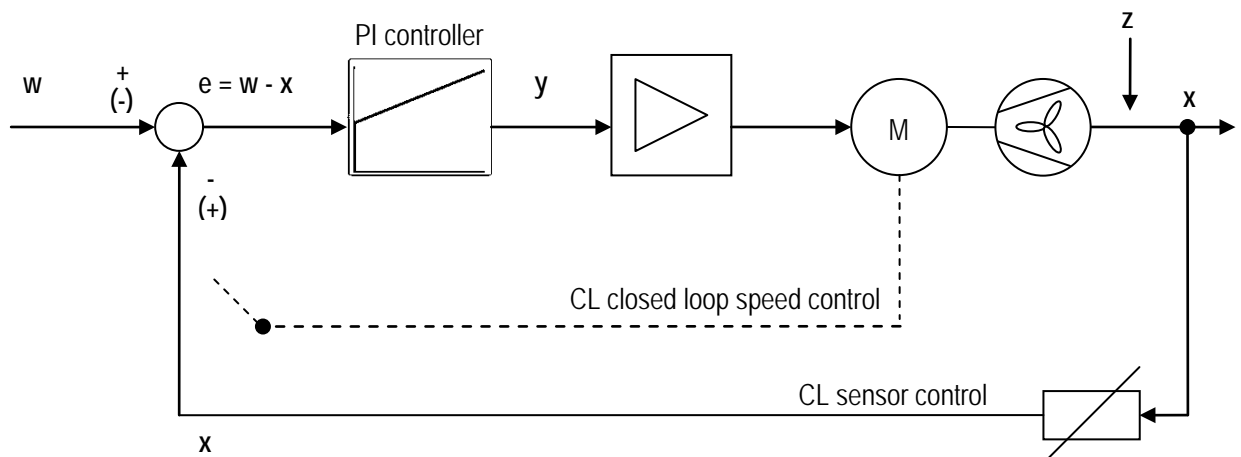 z
PI controller
w
+
(-)
e = w - x
y
x
M
-
(+)
CL closed loop speed control
CL sensor control
x